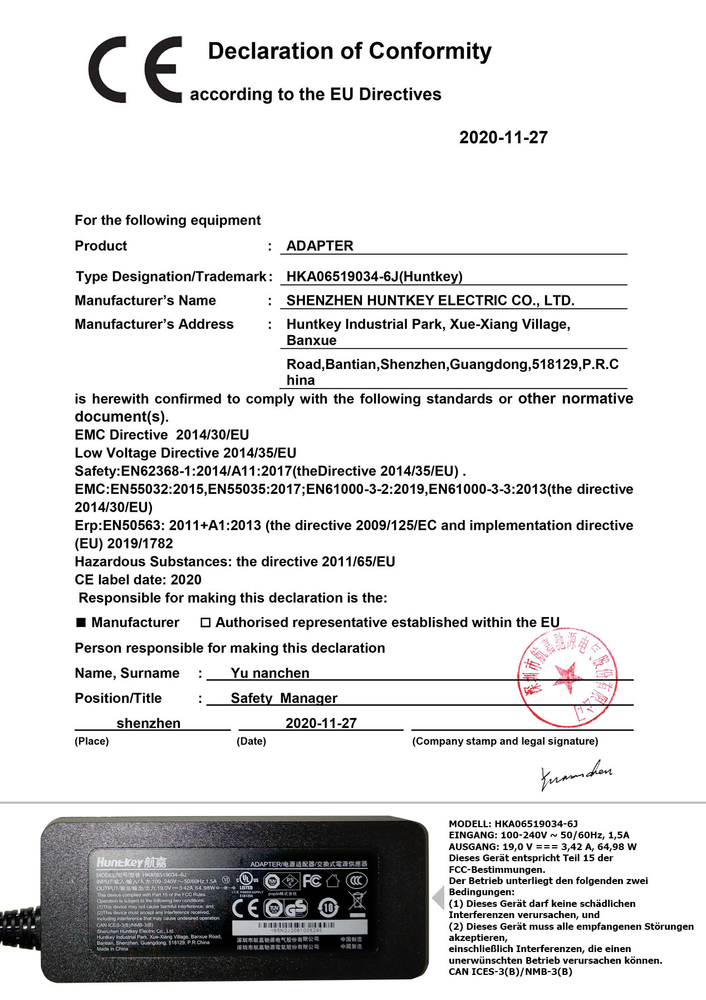 CE
Declaration of Conformity
according to the EU Directives
2020-11-27
For the following equipment
Product : ADAPTER
Type Designation/Trademark : HKA06519034-6J(Huntkey)
Manufacturer’s Name : SHENZHEN HUNTKEY ELECTRIC CO., LTD.
Manufacturer’s Address : Huntkey Industrial Park, Xue-Xiang Village,
Banxue
Road,Bantian,Shenzhen,Guangdong,518129,P.R.C
hina
is herewith confirmed to comply with the following standards or other normative
document(s).
EMC Directive 2014/30/EU
Low Voltage Directive 2014/35/EU
Safety:EN62368-1:2014/A11:2017(theDirective 2014/35/EU) .
EMC:EN55032:2015,EN55035:2017;EN61000-3-2:2019,EN61000-3-3:2013(the directive
2014/30/EU)
Erp:EN50563: 2011+A1:2013 (the directive 2009/125/EC and implementation directive
(EU) 2019/1782
Hazardous Substances: the directive 2011/65/EU
CE label date: 2020
Responsible for making this declaration is the:
■ Manufacturer □ Authorised representative established within the EU
Person responsible for making this declaration
深圳市航嘉驰源电气股份有限公司
Name, Surname : Yu nanchen
Position/Title : Safety Manager
shenzhen 2020-11-27
(Place) (Date) (Company stamp and legal signature)
Huntkey 航嘉
ADAPTER/电源适配器/交換式電源供應器
MODEL/型号/型號: HKA06519034-6J
INPUT/输入/輸入/入力: 100-240V~50/60Hz, 1.5A
OUTPUT/输出/輸出/出力: 19.0V 3.42A, 64.98W
This device complies with Part 15 of the FCC Rules.
Operation is subject to the following two conditions:
(1)This device may not cause harmful interference, and
(2)This device must accept any interference received,
including interference that may cause undesired operation.
CAN ICES-3(B)/NMB-3(B)
Shenzhen Huntkey Electric Co., Ltd.
Huntkey Industrial Park, Xue-Xiang Village, Banxue Road,
Bantian, Shenzhen, Guangdong, 518129, P.R.China
Made in China
VI
c UL us
LISTED
I.T.E. POWER SUPPLY
E181356
TUV
PS
E
popIn株式会社
FC
CCC
CE
TUV
GS
10
Y65N2J2061005295
深圳市航嘉驰源电气股份有限公司 中国制造
深圳市航嘉馳源電氣股份有限公司 中國製造
MODELL: HKA06519034-6J
EINGANG: 100-240V ~ 50/60Hz, 1,5A
AUSGANG: 19,0 V === 3,42 A, 64,98 W
Dieses Gerät entspricht Teil 15 der
FCC-Bestimmungen.
Der Betrieb unterliegt den folgenden zwei
Bedingungen:
(1) Dieses Gerät darf keine schädlichen
Interferenzen verursachen, und
(2) Dieses Gerät muss alle empfangenen Störungen
akzeptieren,
einschließlich Interferenzen, die einen
unerwünschten Betrieb verursachen können.
CAN ICES-3(B)/NMB-3(B)